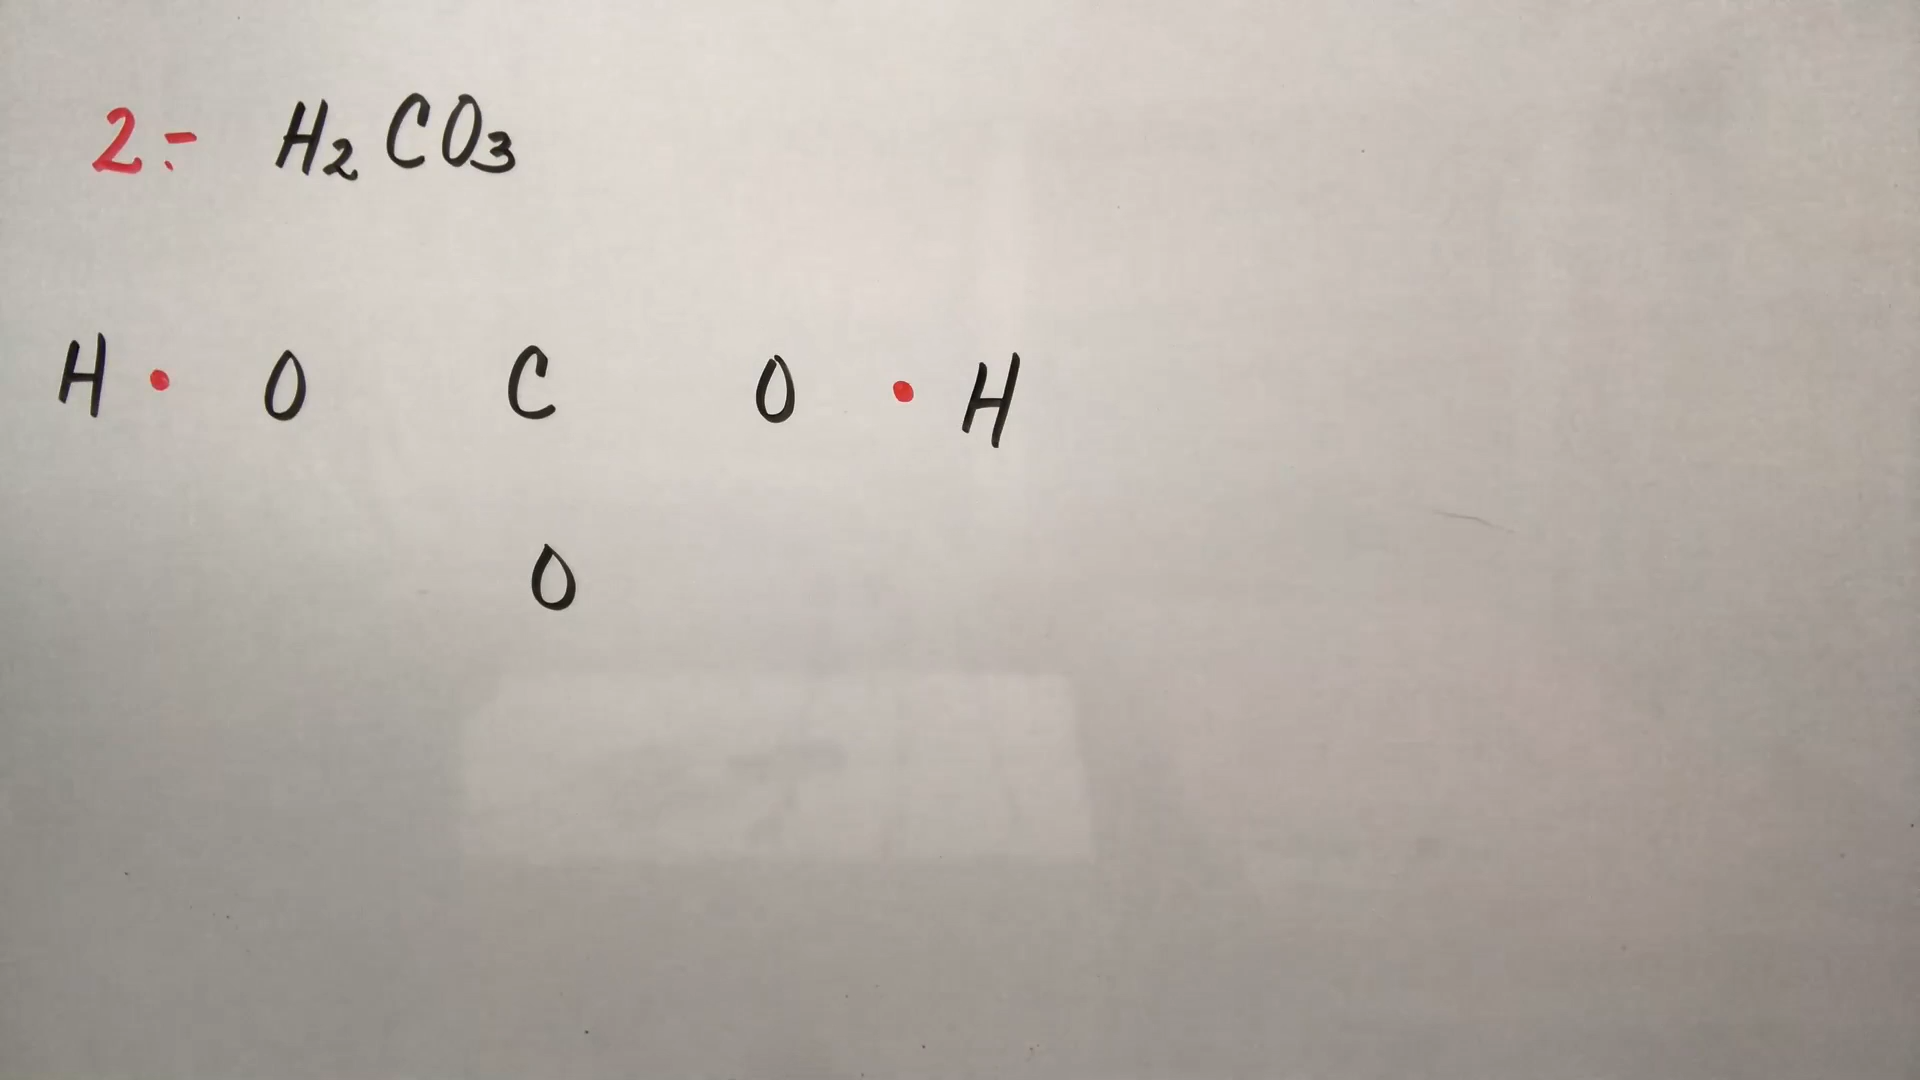 2.- H₂CO₃
H • O C O • H
O